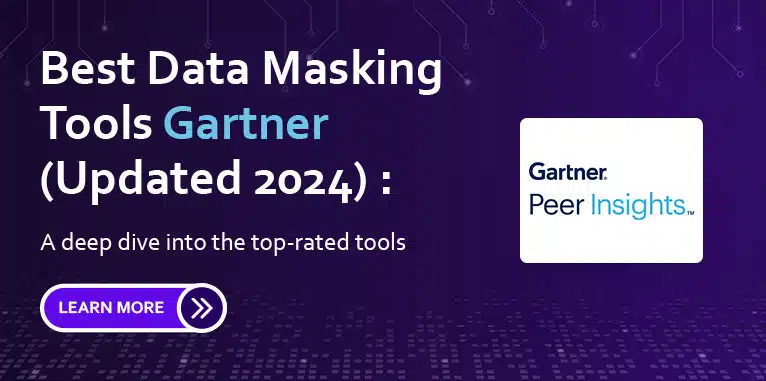 Best Data Masking
Tools Gartner
(Updated 2024) :
A deep dive into the top-rated tools
LEARN MORE
Gartner®
Peer Insights™